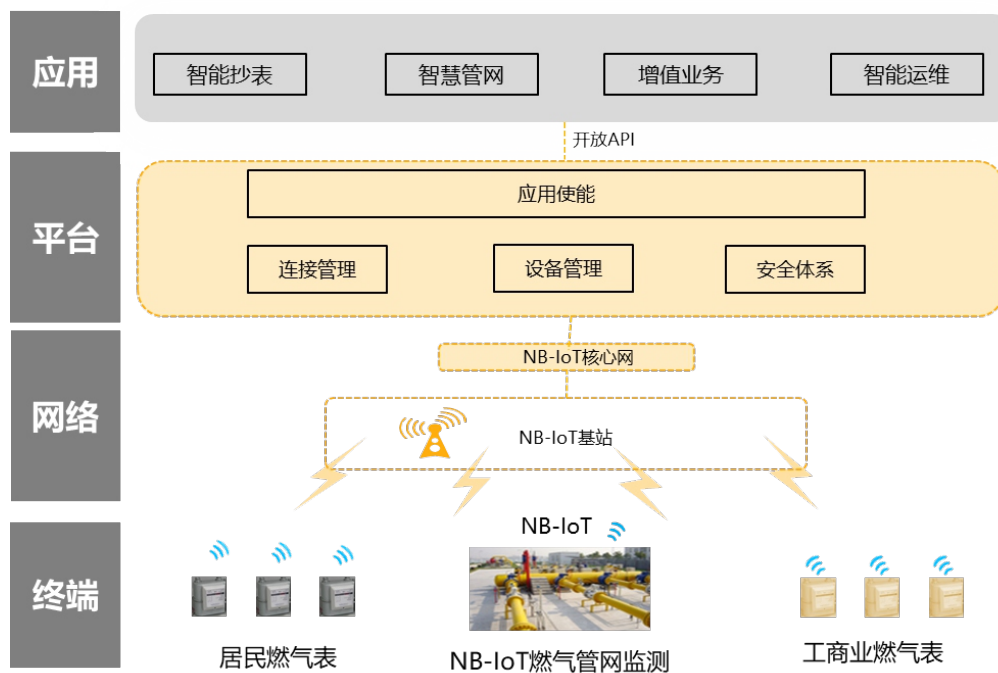 应用
智能抄表
智慧管网
增值业务
智能运维
开放API
平台
应用使能
连接管理
设备管理
安全体系
网络
NB-IoT核心网
NB-IoT基站
终端
NB-IoT
居民燃气表
NB-IoT燃气管网监测
工商业燃气表